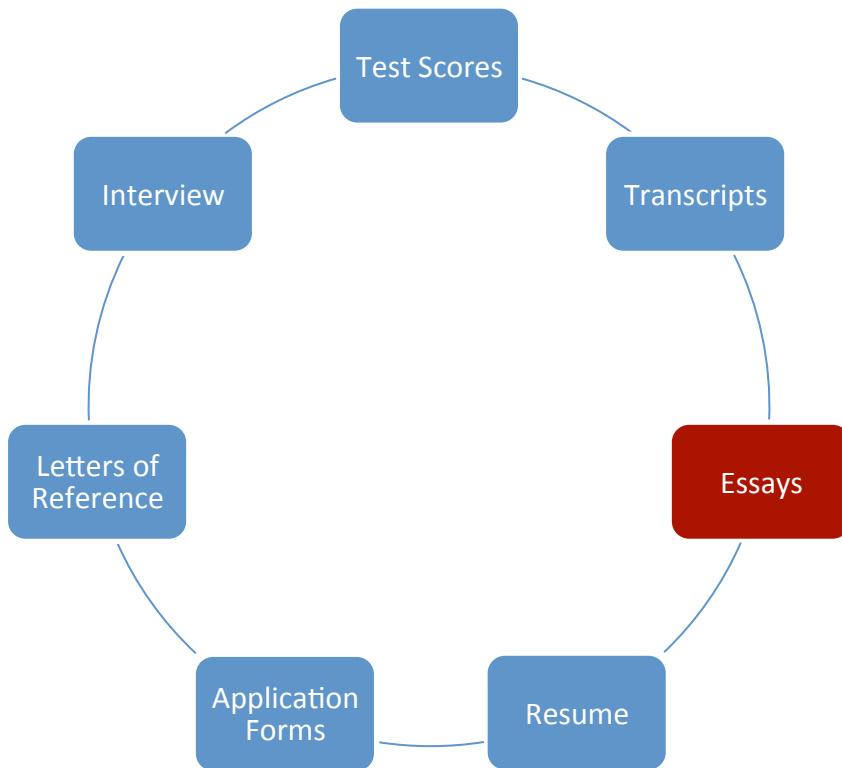 Test Scores
Transcripts
Essays
Resume
Application
Forms
Letters of
Reference
Interview